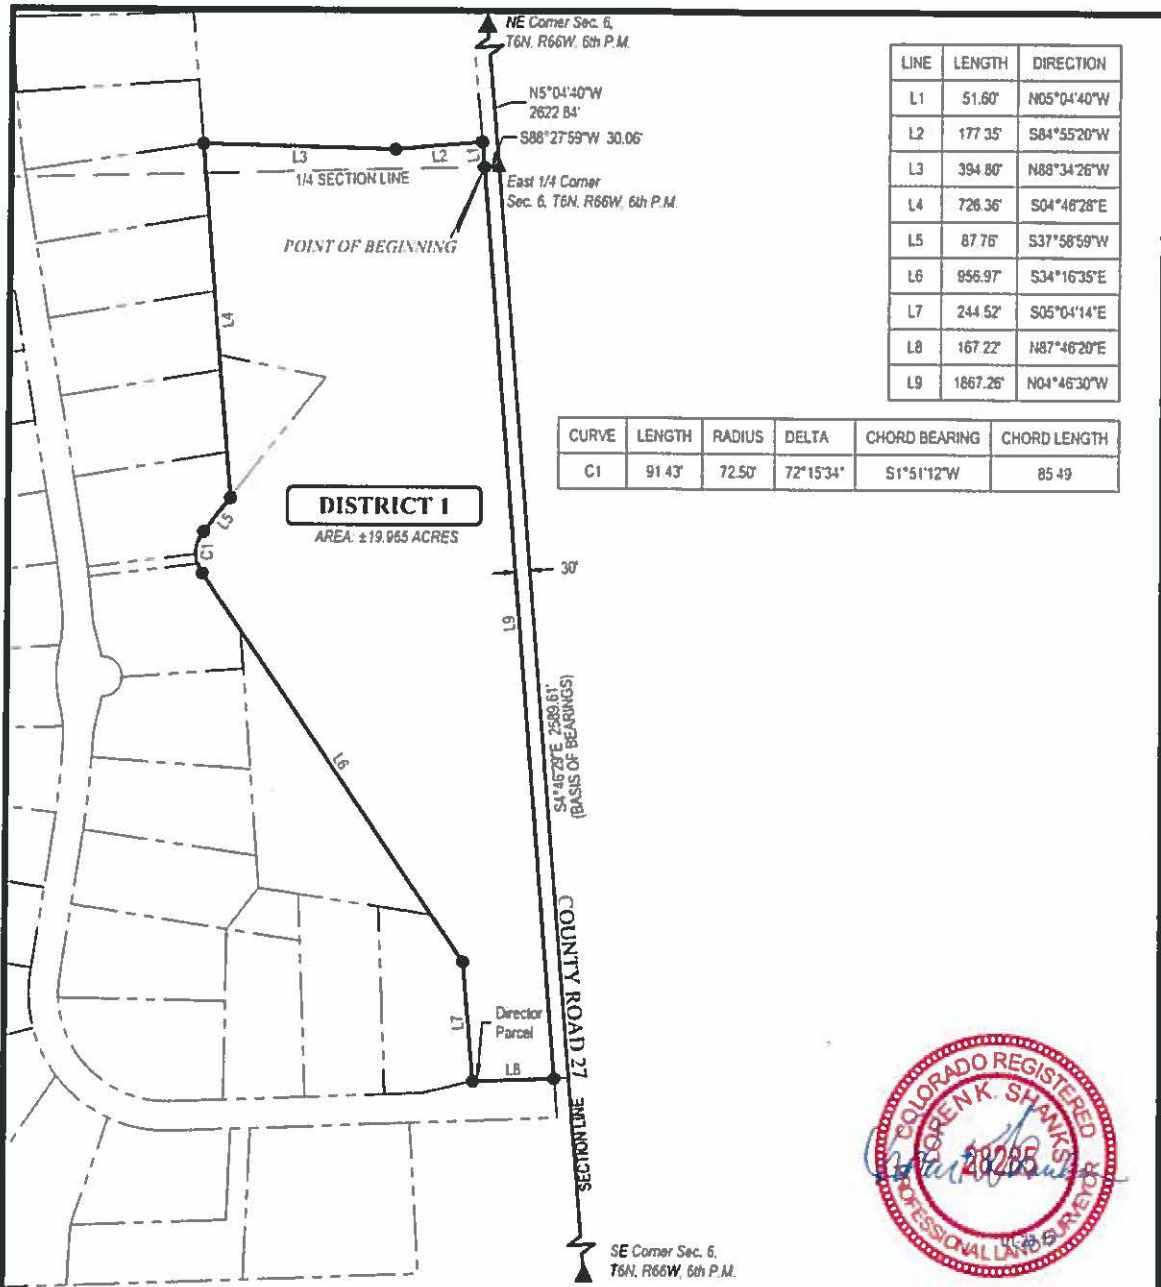 NE Corner Sec. 6,
T6N, R66W, 6th P.M.
N5°04'40"W
2622.84'
S88°27'59"W 30.06'
L3
L2
L1
1/4 SECTION LINE
East 1/4 Corner
Sec. 6, T6N, R66W, 6th P.M.
POINT OF BEGINNING
L4
LINE LENGTH DIRECTION
L1 51.60' N05°04'40"W
L2 177.35' S84°55'20"W
L3 394.80' N88°34'26"W
L4 726.36' S04°46'28"E
L5 87.76' S37°58'59"W
L6 956.97' S34°16'35"E
L7 244.52' S05°04'14"E
L8 167.22' N87°46'20"E
L9 1867.26' N04°46'30"W
CURVE LENGTH RADIUS DELTA CHORD BEARING CHORD LENGTH
C1 91.43' 72.50' 72°15'34" S1°51'12"W 85.49
DISTRICT 1
AREA: ±19.965 ACRES
L5
C1
30'
L9
S4°46'29"E 2589.61'
(BASIS OF BEARINGS)
L6
COUNTY ROAD 27
L7
Director
Parcel
L8
SECTION LINE
SE Corner Sec. 6,
T6N, R66W, 6th P.M.
COLORADO REGISTERED
LOREN K. SHANKS
28285
PROFESSIONAL LAND SURVEYOR